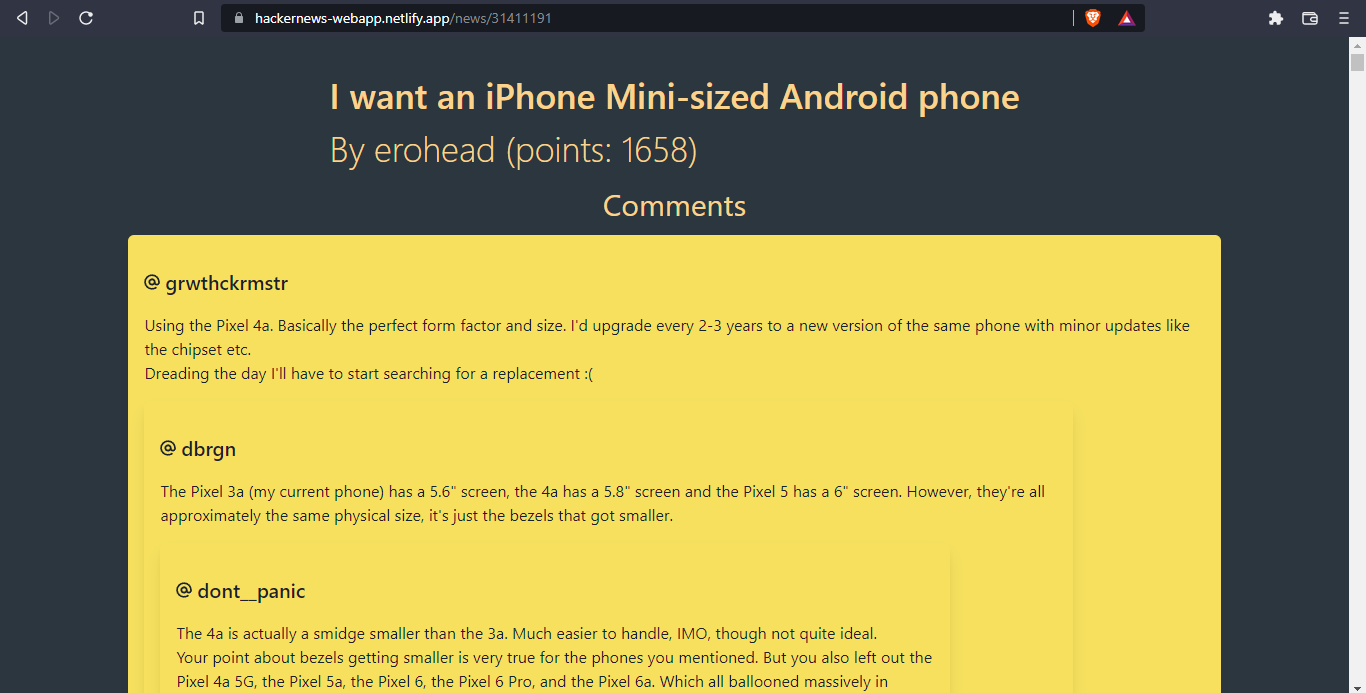 hackernews-webapp.netlify.app/news/31411191
I want an iPhone Mini-sized Android phone
By erohead (points: 1658)
Comments
@ grwthckrmstr
Using the Pixel 4a. Basically the perfect form factor and size. I'd upgrade every 2-3 years to a new version of the same phone with minor updates like
the chipset etc.
Dreading the day I'll have to start searching for a replacement :(
@ dbrgn
The Pixel 3a (my current phone) has a 5.6" screen, the 4a has a 5.8" screen and the Pixel 5 has a 6" screen. However, they're all
approximately the same physical size, it's just the bezels that got smaller.
@ dont__panic
The 4a is actually a smidge smaller than the 3a. Much easier to handle, IMO, though not quite ideal.
Your point about bezels getting smaller is very true for the phones you mentioned. But you also left out the
Pixel 4a 5G, the Pixel 5a, the Pixel 6, the Pixel 6 Pro, and the Pixel 6a. Which all ballooned massively in